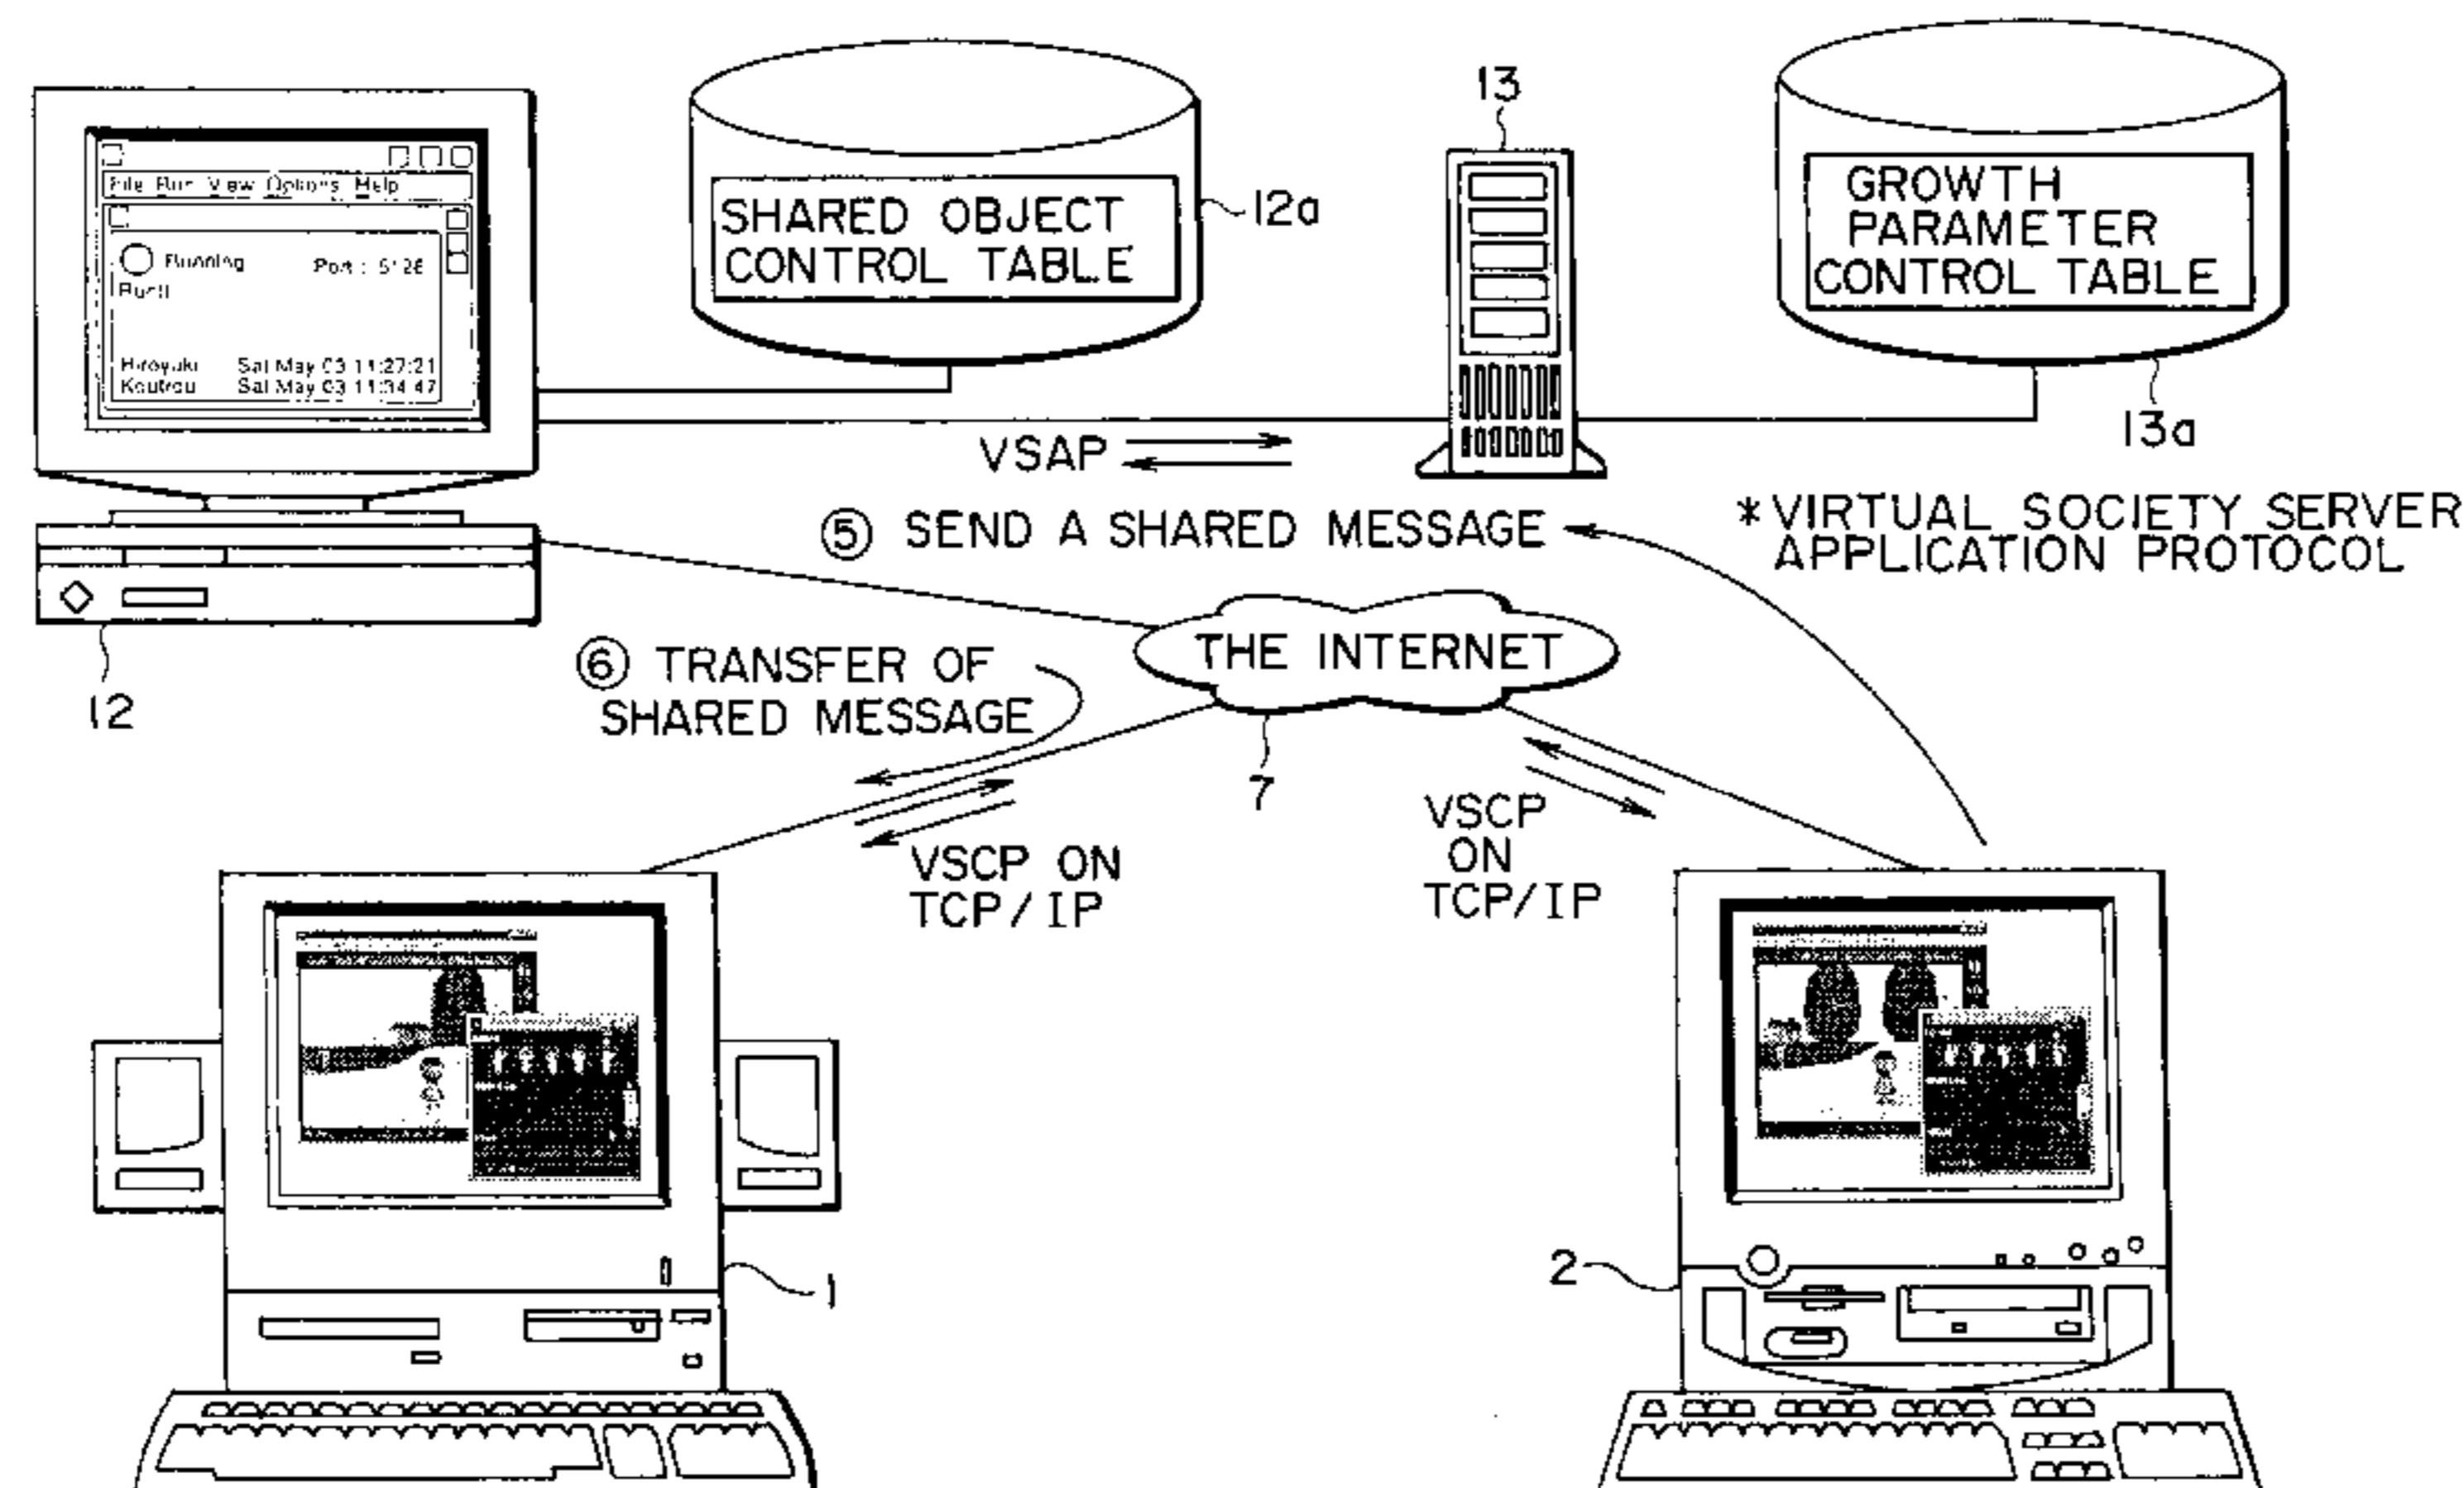 File Run View Options Help
Running Port :
Hiroyuki Sat May 03 11:27:21
Sat May 03 11:34:47
SHARED OBJECT
CONTROL TABLE
12a
13
GROWTH
PARAMETER
CONTROL TABLE
13a
VSAP
*VIRTUAL SOCIETY SERVER
APPLICATION PROTOCOL
⑤ SEND A SHARED MESSAGE
12
THE INTERNET
⑥ TRANSFER OF
SHARED MESSAGE
7
VSCP ON
TCP/IP
VSCP
ON
TCP/IP
1
2